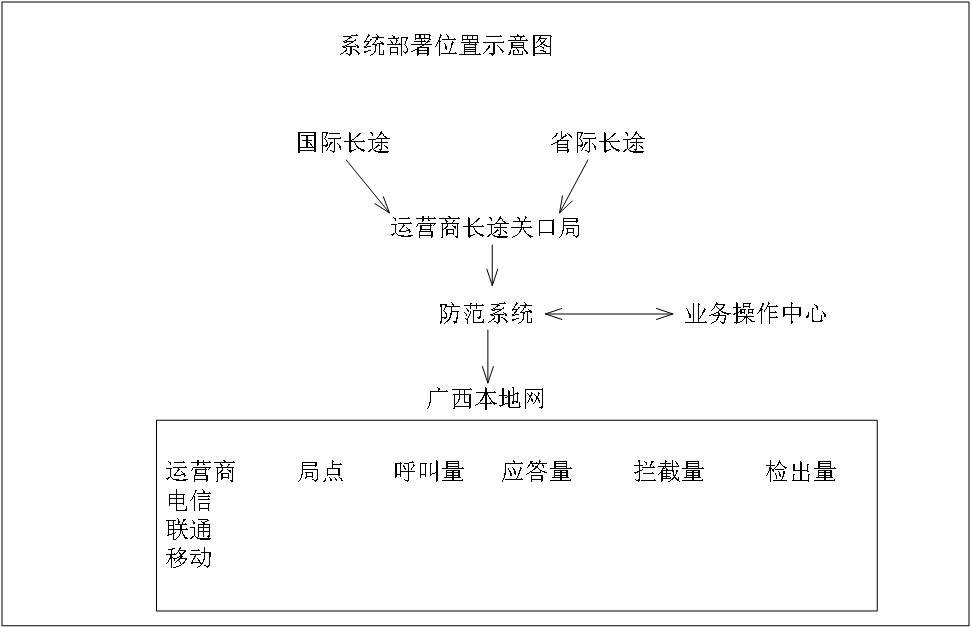 系统部署位置示意图
国际长途 省际长途
运营商长途关口局
防范系统 业务操作中心
广西本地网
运营商 局点 呼叫量 应答量 拦截量 检出量
电信
联通
移动